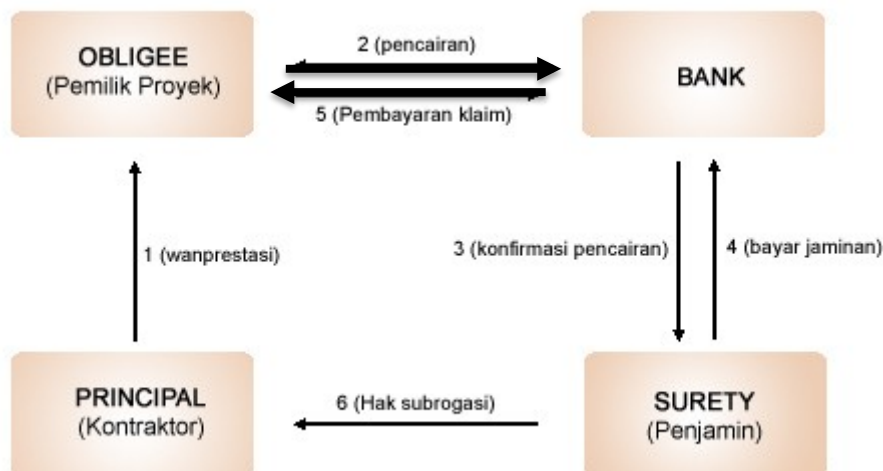 OBLIGEE
(Pemilik Proyek)
2 (pencairan)
BANK
5 (Pembayaran klaim)
1 (wanprestasi)
3 (konfirmasi pencairan)
4 (bayar jaminan)
PRINCIPAL
(Kontraktor)
6 (Hak subrogasi)
SURETY
(Penjamin)